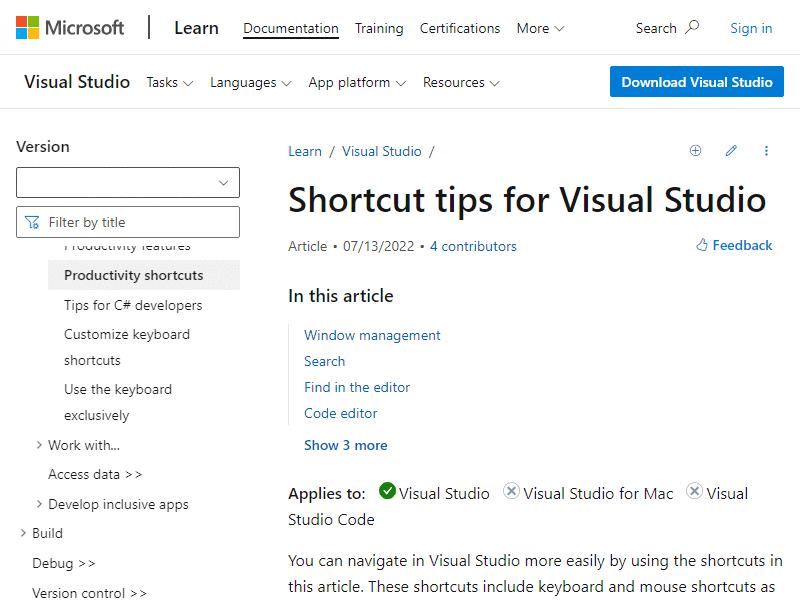 Microsoft Learn Documentation Training Certifications More Search Sign in
Visual Studio Tasks Languages App platform Resources Download Visual Studio
Version
Filter by title
Productivity features
Productivity shortcuts
Tips for C# developers
Customize keyboard
shortcuts
Use the keyboard
exclusively
Work with...
Access data >>
Develop inclusive apps
Build
Debug >>
Version control >>
Learn / Visual Studio /
Shortcut tips for Visual Studio
Article • 07/13/2022 • 4 contributors
Feedback
In this article
Window management
Search
Find in the editor
Code editor
Show 3 more
Applies to: Visual Studio Visual Studio for Mac Visual
Studio Code
You can navigate in Visual Studio more easily by using the shortcuts in
this article. These shortcuts include keyboard and mouse shortcuts as